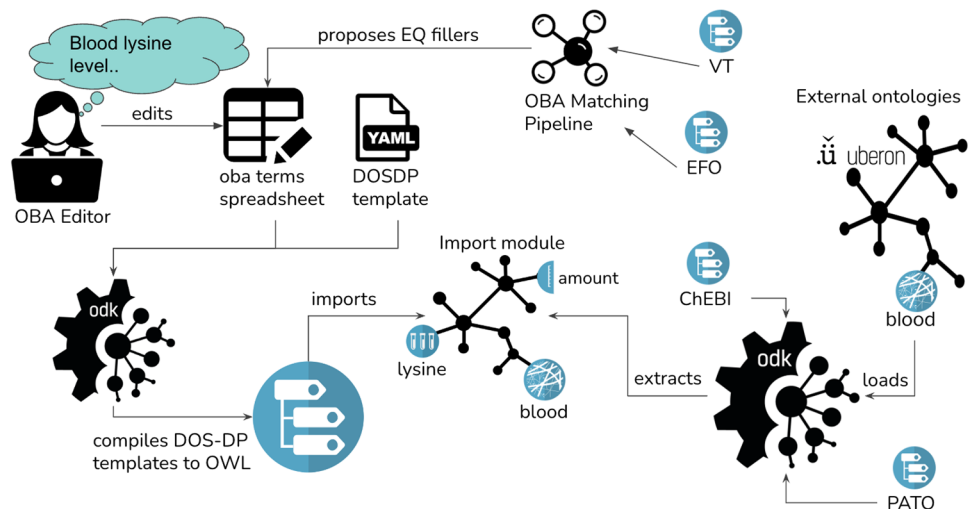 Blood lysine
level..
proposes EQ fillers
VT
OBA Matching
Pipeline
External ontologies
edits
YAML
EFO
.ǚ uberon
oba terms
spreadsheet
DOSDP
template
OBA Editor
Import module
amount
ChEBI
odk
imports
blood
lysine
odk
extracts
loads
blood
compiles DOS-DP
templates to OWL
PATO